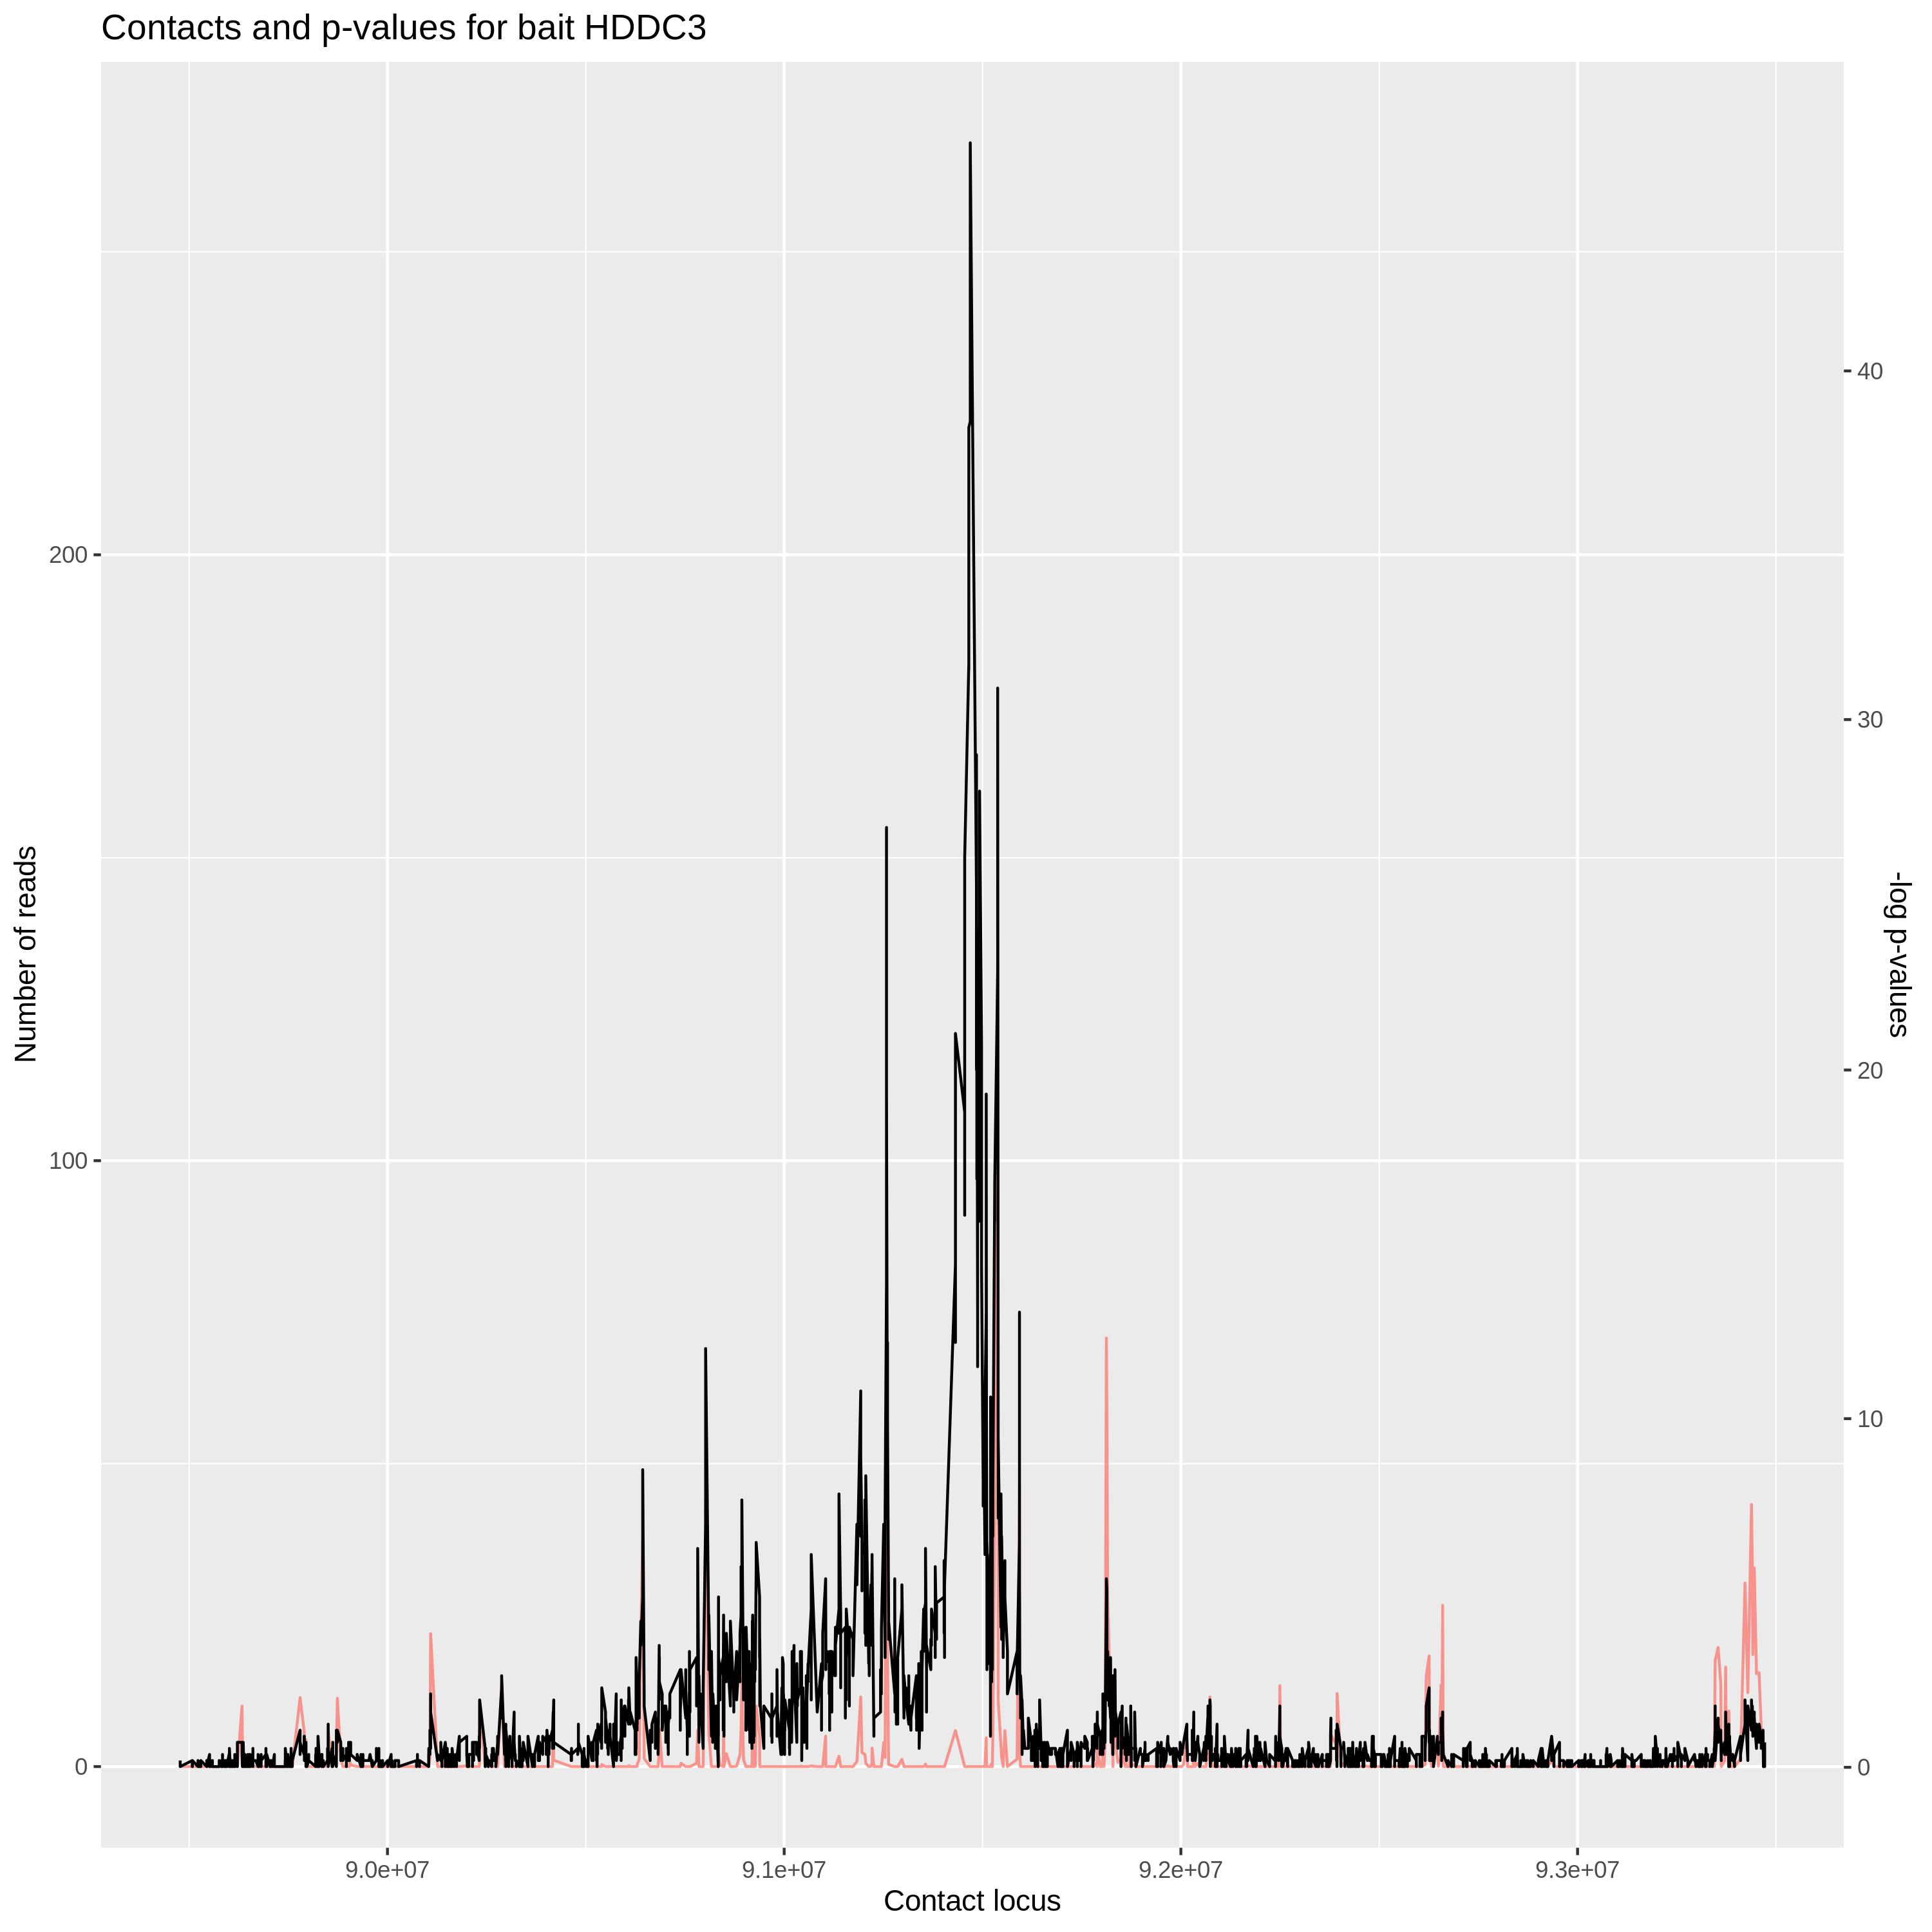 Contacts and p-values for bait HDDC3
Number of reads
200
100
0
40
30
20
10
0
-log p-values
9.0e+07
9.1e+07
9.2e+07
9.3e+07
Contact locus